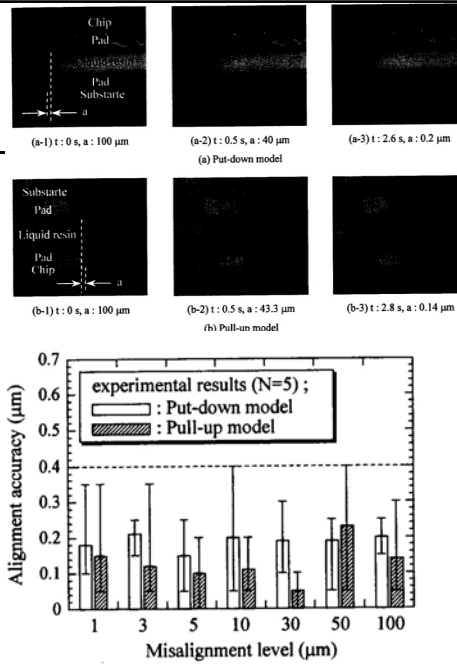 Chip
Pad
Liquid resin
Pad
Substarte
a
(a-1) t : 0 s, a : 100 μm
(a-2) t : 0.5 s, a : 40 μm
(a-3) t : 2.6 s, a : 0.2 μm
(a) Put-down model
Substarte
Pad
Liquid resin
Pad
Chip
a
(b-1) t : 0 s, a : 100 μm
(b-2) t : 0.5 s, a : 43.3 μm
(b-3) t : 2.8 s, a : 0.14 μm
(b) Pull-up model
0.7
0.6
0.5
0.4
0.3
0.2
0.1
0
Alignment accuracy (μm)
experimental results (N=5) ;
: Put-down model
: Pull-up model
1 3 5 10 30 50 100
Misalignment level (μm)